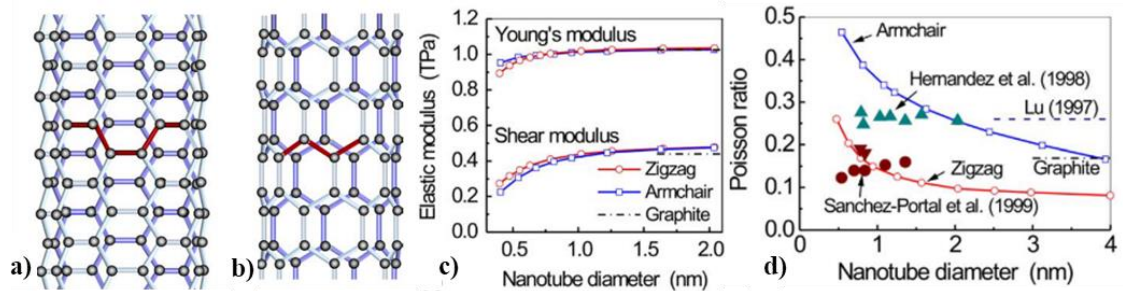 a)
b)
c)
Elastic modulus (TPa)
1.2
1.0
0.8
0.6
0.4
0.2
0.0
Young's modulus
Shear modulus
Zigzag
Armchair
Graphite
0.5
1.0
1.5
2.0
Nanotube diameter (nm)
d)
Poisson ratio
0.5
0.4
0.3
0.2
0.1
0.0
Armchair
Hernandez et al. (1998)
Lu (1997)
Graphite
Zigzag
Sanchez-Portal et al. (1999)
0
1
2
3
4
Nanotube diameter (nm)